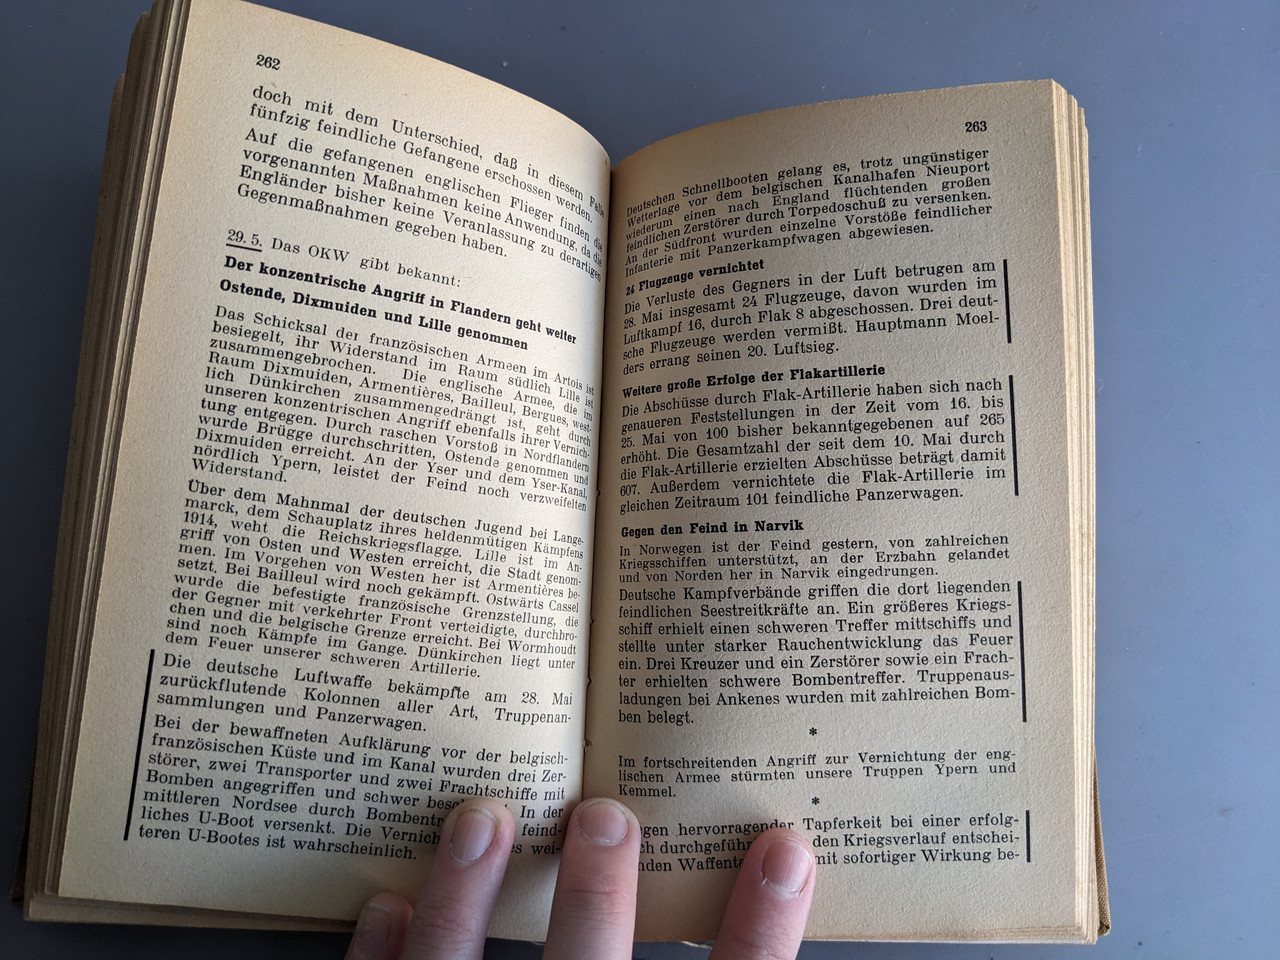 262
doch mit dem Unterschied, daß in diesem Falle
fünfzig feindliche Gefangene erschossen werden.
Auf die gefangenen englischen Flieger finden die
vorgenannten Maßnahmen keine Anwendung, da die
Engländer bisher keine Veranlassung zu derartigen
Gegenmaßnahmen gegeben haben.
29. 5. Das OKW gibt bekannt:
Der konzentrische Angriff in Flandern geht weiter
Ostende, Dixmuiden und Lille genommen
Das Schicksal der französischen Armeen im Artois ist
besiegelt, ihr Widerstand im Raum südlich Lille ist
zusammengebrochen. Die englische Armee, die im
Raum Dixmuiden, Armentières, Bailleul, Bergues, west-
lich Dünkirchen zusammengedrängt ist, geht durch
unseren konzentrischen Angriff ebenfalls ihrer Vernich-
tung entgegen. Durch raschen Vorstoß in Nordflandern
wurde Brügge durchschritten, Ostende genommen und
Dixmuiden erreicht. An der Yser und dem Yser-Kanal,
nördlich Ypern, leistet der Feind noch verzweifelten
Widerstand.
Über dem Mahnmal der deutschen Jugend bei Lange-
marck, dem Schauplatz ihres heldenmütigen Kämpfens
1914, weht die Reichskriegsflagge. Lille ist im An-
griff von Osten und Westen erreicht, die Stadt genom-
men. Im Vorgehen von Westen her ist Armentières be-
setzt. Bei Bailleul wird noch gekämpft. Ostwärts Cassel
wurde die befestigte französische Grenzstellung, die
der Gegner mit verkehrter Front verteidigte, durchbro-
chen und die belgische Grenze erreicht. Bei Wormhoudt
sind noch Kämpfe im Gange. Dünkirchen liegt unter
dem Feuer unserer schweren Artillerie.
Die deutsche Luftwaffe bekämpfte am 28. Mai
zurückflutende Kolonnen aller Art, Truppenan-
sammlungen und Panzerwagen.
Bei der bewaffneten Aufklärung vor der belgisch-
französischen Küste und im Kanal wurden drei Zer-
störer, zwei Transporter und zwei Frachtschiffe mit
Bomben angegriffen und schwer In der
mittleren Nordsee durch feind-
liches U-Boot versenkt. Die wei-
teren U-Bootes ist wahrscheinlich.
263
Deutschen Schnellbooten gelang es, trotz ungünstiger
Wetterlage vor dem belgischen Kanalhafen Nieuport
wiederum einen nach England flüchtenden großen
feindlichen Zerstörer durch Torpedoschuß zu versenken.
An der Südfront wurden einzelne Vorstöße feindlicher
Infanterie mit Panzerkampfwagen abgewiesen.
24 Flugzeuge vernichtet
Die Verluste des Gegners in der Luft betrugen am
28. Mai insgesamt 24 Flugzeuge, davon wurden im
Luftkampf 16, durch Flak 8 abgeschossen. Drei deut-
sche Flugzeuge werden vermißt. Hauptmann Moel-
ders errang seinen 20. Luftsieg.
Weitere große Erfolge der Flakartillerie
Die Abschüsse durch Flak-Artillerie haben sich nach
genaueren Feststellungen in der Zeit vom 16. bis
25. Mai von 100 bisher bekanntgegebenen auf 265
erhöht. Die Gesamtzahl der seit dem 10. Mai durch
die Flak-Artillerie erzielten Abschüsse beträgt damit
607. Außerdem vernichtete die Flak-Artillerie im
gleichen Zeitraum 101 feindliche Panzerwagen.
Gegen den Feind in Narvik
In Norwegen ist der Feind gestern, von zahlreichen
Kriegsschiffen unterstützt, an der Erzbahn gelandet
und von Norden her in Narvik eingedrungen.
Deutsche Kampfverbände griffen die dort liegenden
feindlichen Seestreitkräfte an. Ein größeres Kriegs-
schiff erhielt einen schweren Treffer mittschiffs und
stellte unter starker Rauchentwicklung das Feuer
ein. Drei Kreuzer und ein Zerstörer sowie ein Frach-
ter erhielten schwere Bombentreffer. Truppenaus-
ladungen bei Ankenes wurden mit zahlreichen Bom-
ben belegt.
*
Im fortschreitenden Angriff zur Vernichtung der eng-
lischen Armee stürmten unsere Truppen Ypern und
Kemmel.
*
hervorragender Tapferkeit bei einer erfolg-
den Kriegsverlauf entschei-
mit sofortiger Wirkung be-